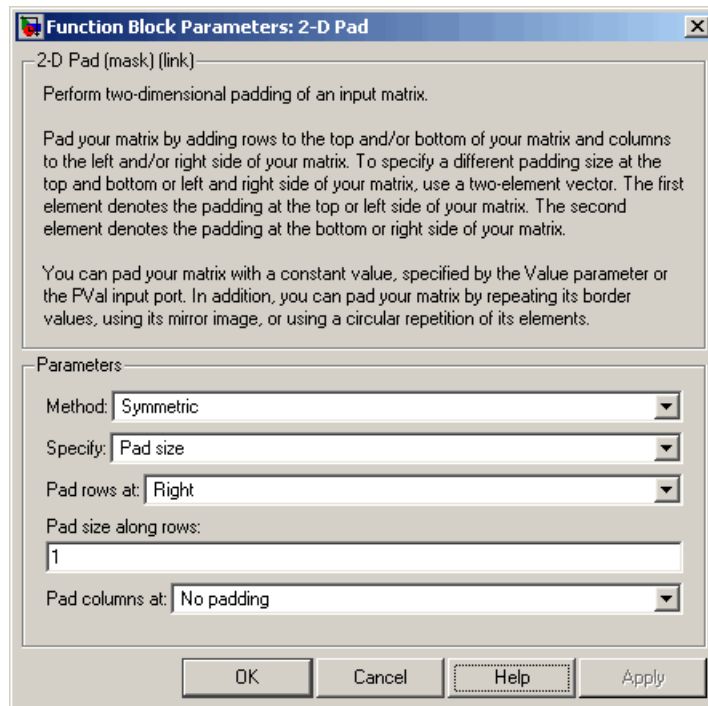 Function Block Parameters: 2-D Pad
2-D Pad (mask) (link)
Perform two-dimensional padding of an input matrix.
Pad your matrix by adding rows to the top and/or bottom of your matrix and columns
to the left and/or right side of your matrix. To specify a different padding size at the
top and bottom or left and right side of your matrix, use a two-element vector. The first
element denotes the padding at the top or left side of your matrix. The second
element denotes the padding at the bottom or right side of your matrix.
You can pad your matrix with a constant value, specified by the Value parameter or
the PVal input port. In addition, you can pad your matrix by repeating its border
values, using its mirror image, or using a circular repetition of its elements.
Parameters
Method: Symmetric
Specify: Pad size
Pad rows at: Right
Pad size along rows:
1
Pad columns at: No padding
OK Cancel Help Apply